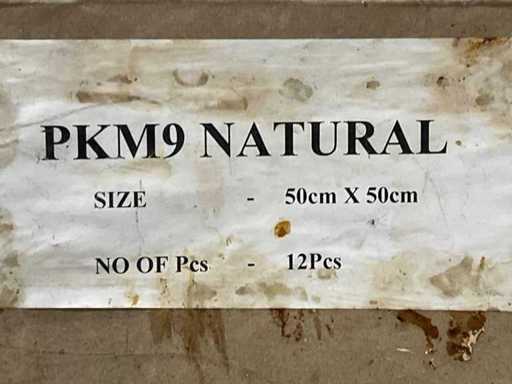 PKM9 NATURAL
SIZE - 50cm X 50cm
NO OF Pcs - 12Pcs